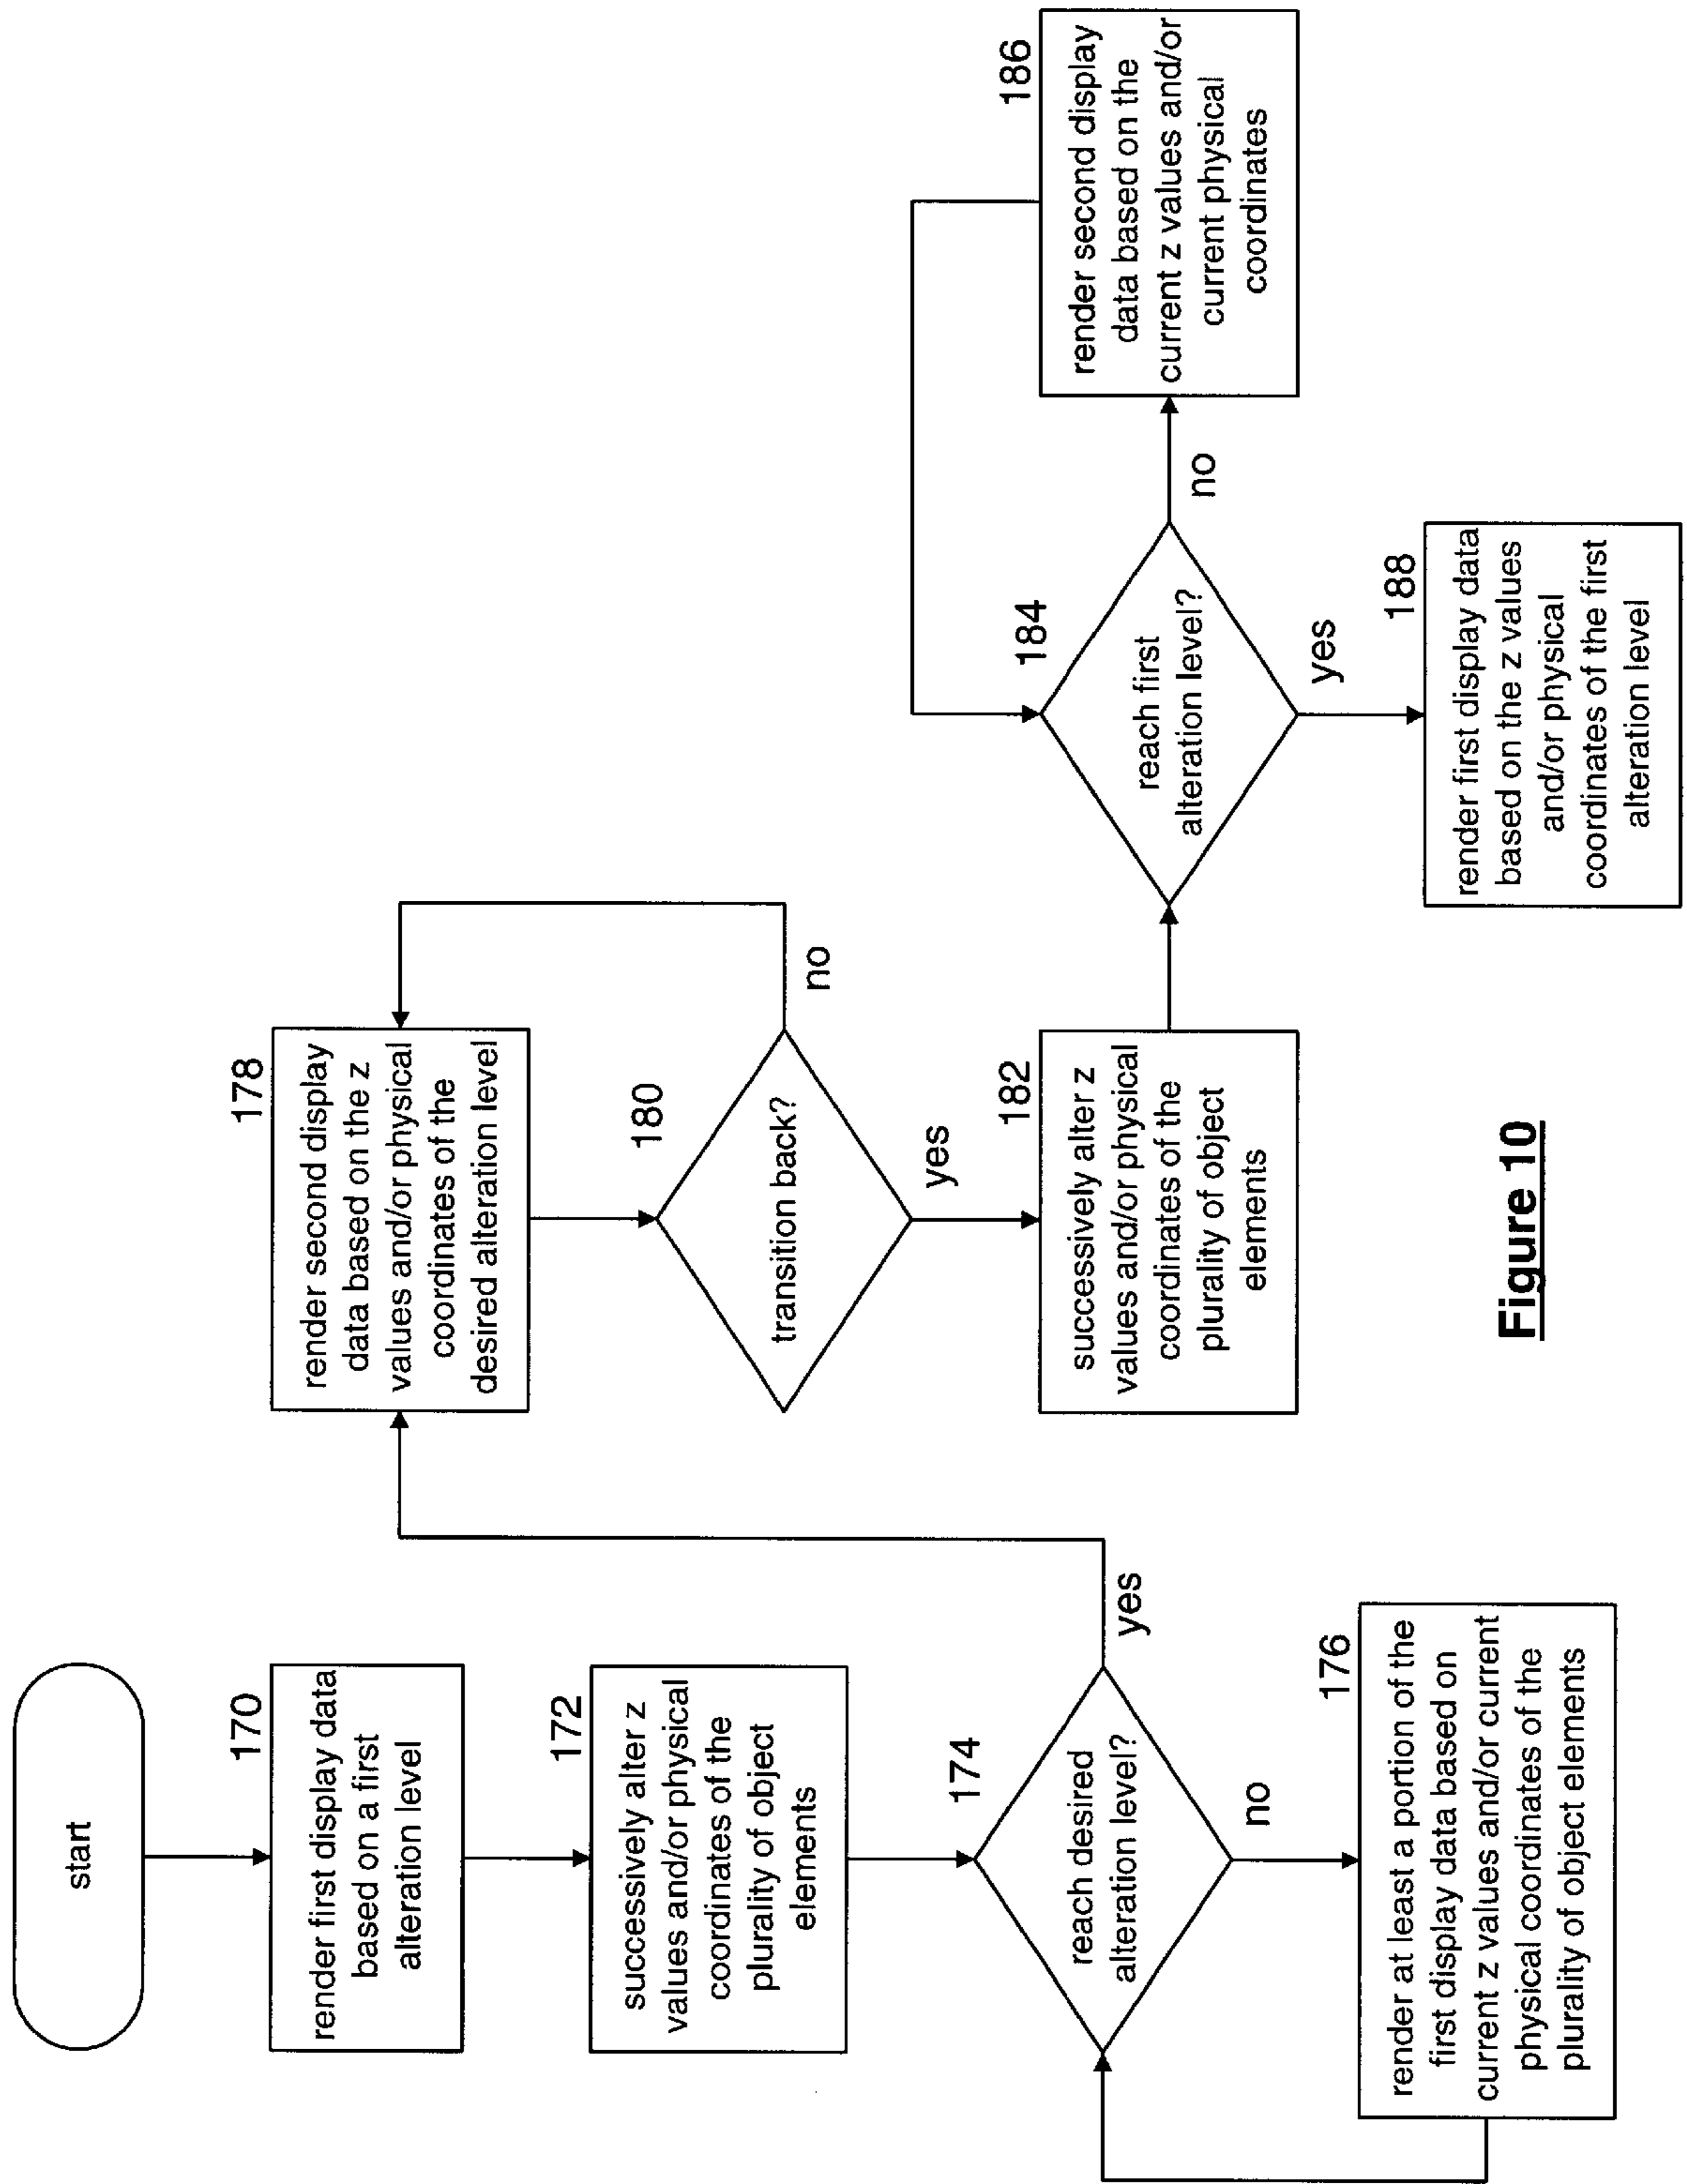 start
170
render first display data
based on a first
alteration level
172
successively alter z
values and/or physical
coordinates of the
plurality of object
elements
174
reach desired
alteration level?
yes
no
176
render at least a portion of the
first display data based on
current z values and/or current
physical coordinates of the
plurality of object elements
178
render second display
data based on the z
values and/or physical
coordinates of the
desired alteration level
180
transition back?
no
yes
182
successively alter z
values and/or physical
coordinates of the
plurality of object
elements
184
reach first
alteration level?
no
yes
186
render second display
data based on the
current z values and/or
current physical
coordinates
188
render first display data
based on the z values
and/or physical
coordinates of the first
alteration level
Figure 10